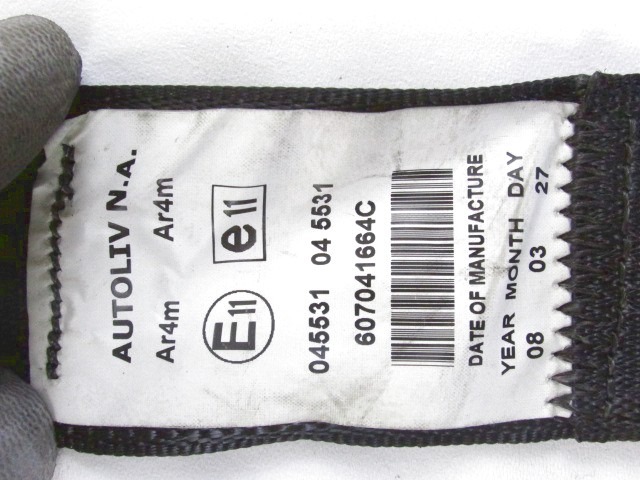 AUTOLIV N.A.
Ar4m Ar4m
E11 e11
045531 04 5531
607041664C
DATE OF MANUFACTURE
YEAR MONTH DAY
08 03 27